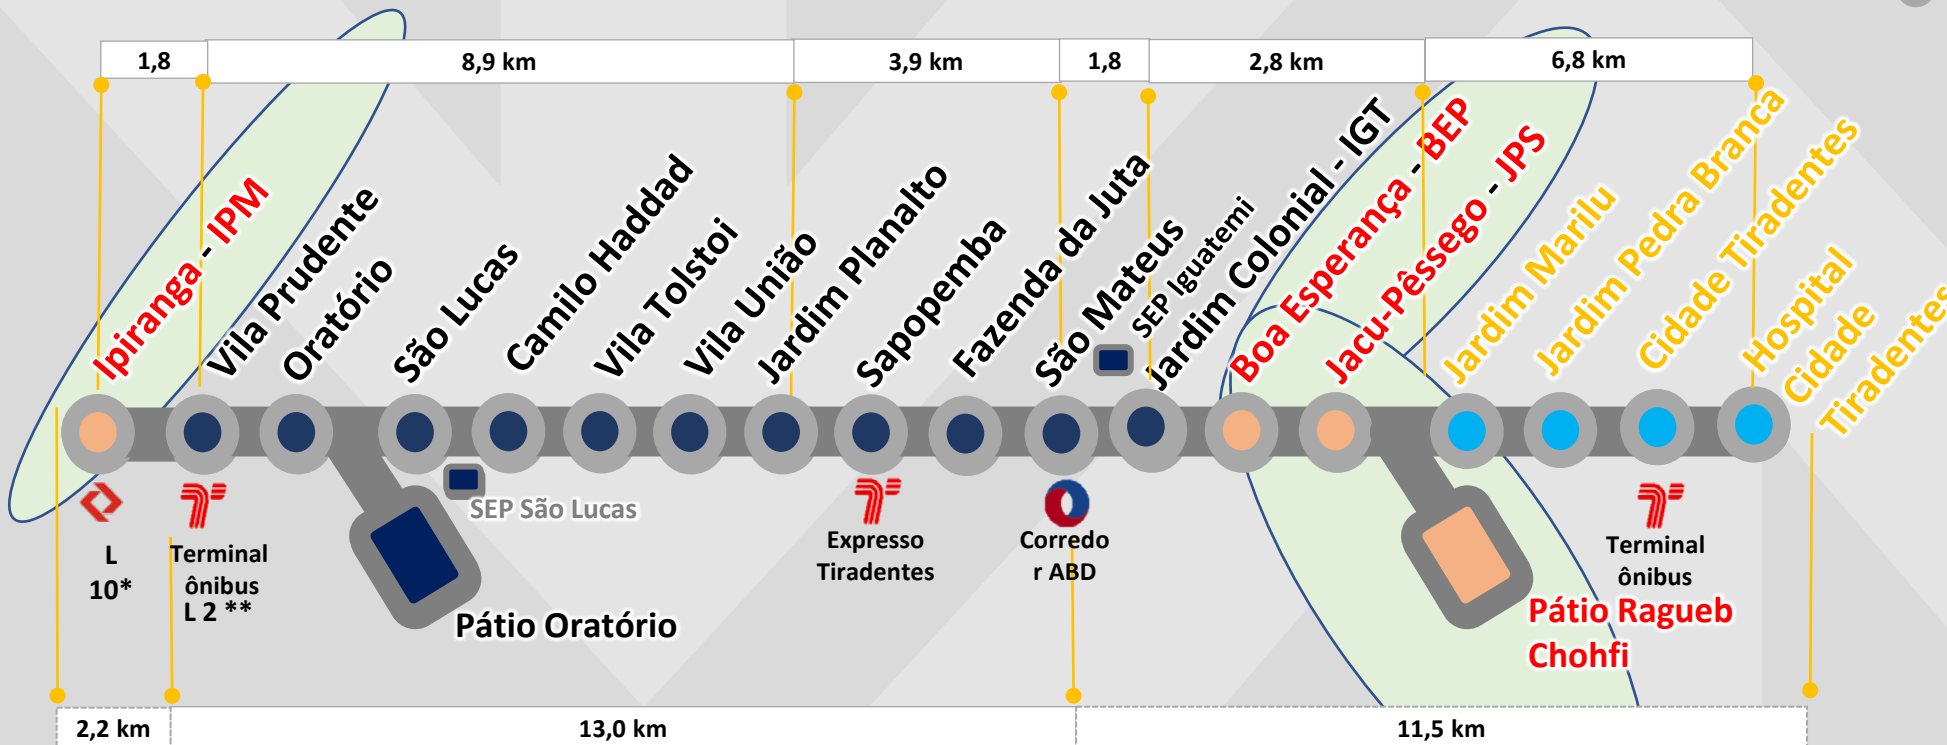 1,8
8,9 km
3,9 km
1,8
2,8 km
6,8 km
Ipiranga - IPM
Vila Prudente
Oratório
São Lucas
Camilo Haddad
Vila Tolstoi
Vila União
Jardim Planalto
Sapopemba
Fazenda da Juta
São Mateus
SEP Iguatemi
Jardim Colonial - IGT
Boa Esperança - BEP
Jacu-Pêssego - JPS
Jardim Marilu
Jardim Pedra Branca
Cidade Tiradentes
Hospital
Cidade
Tiradentes
SEP São Lucas
L
10*
Terminal
ônibus
L 2 **
Pátio Oratório
Expresso
Tiradentes
Corredo
r ABD
Terminal
ônibus
Pátio Ragueb
Chohfi
2,2 km
13,0 km
11,5 km